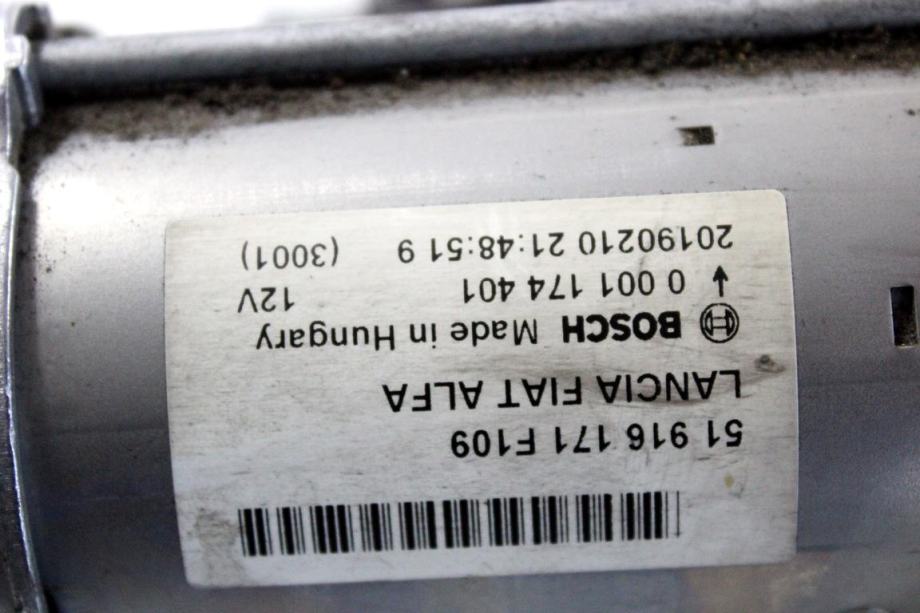 51 916 171 F109
LANCIA FIAT ALFA
BOSCH Made in Hungary
0 001 174 401 12V
20190210 21:48:51 9 (3001)